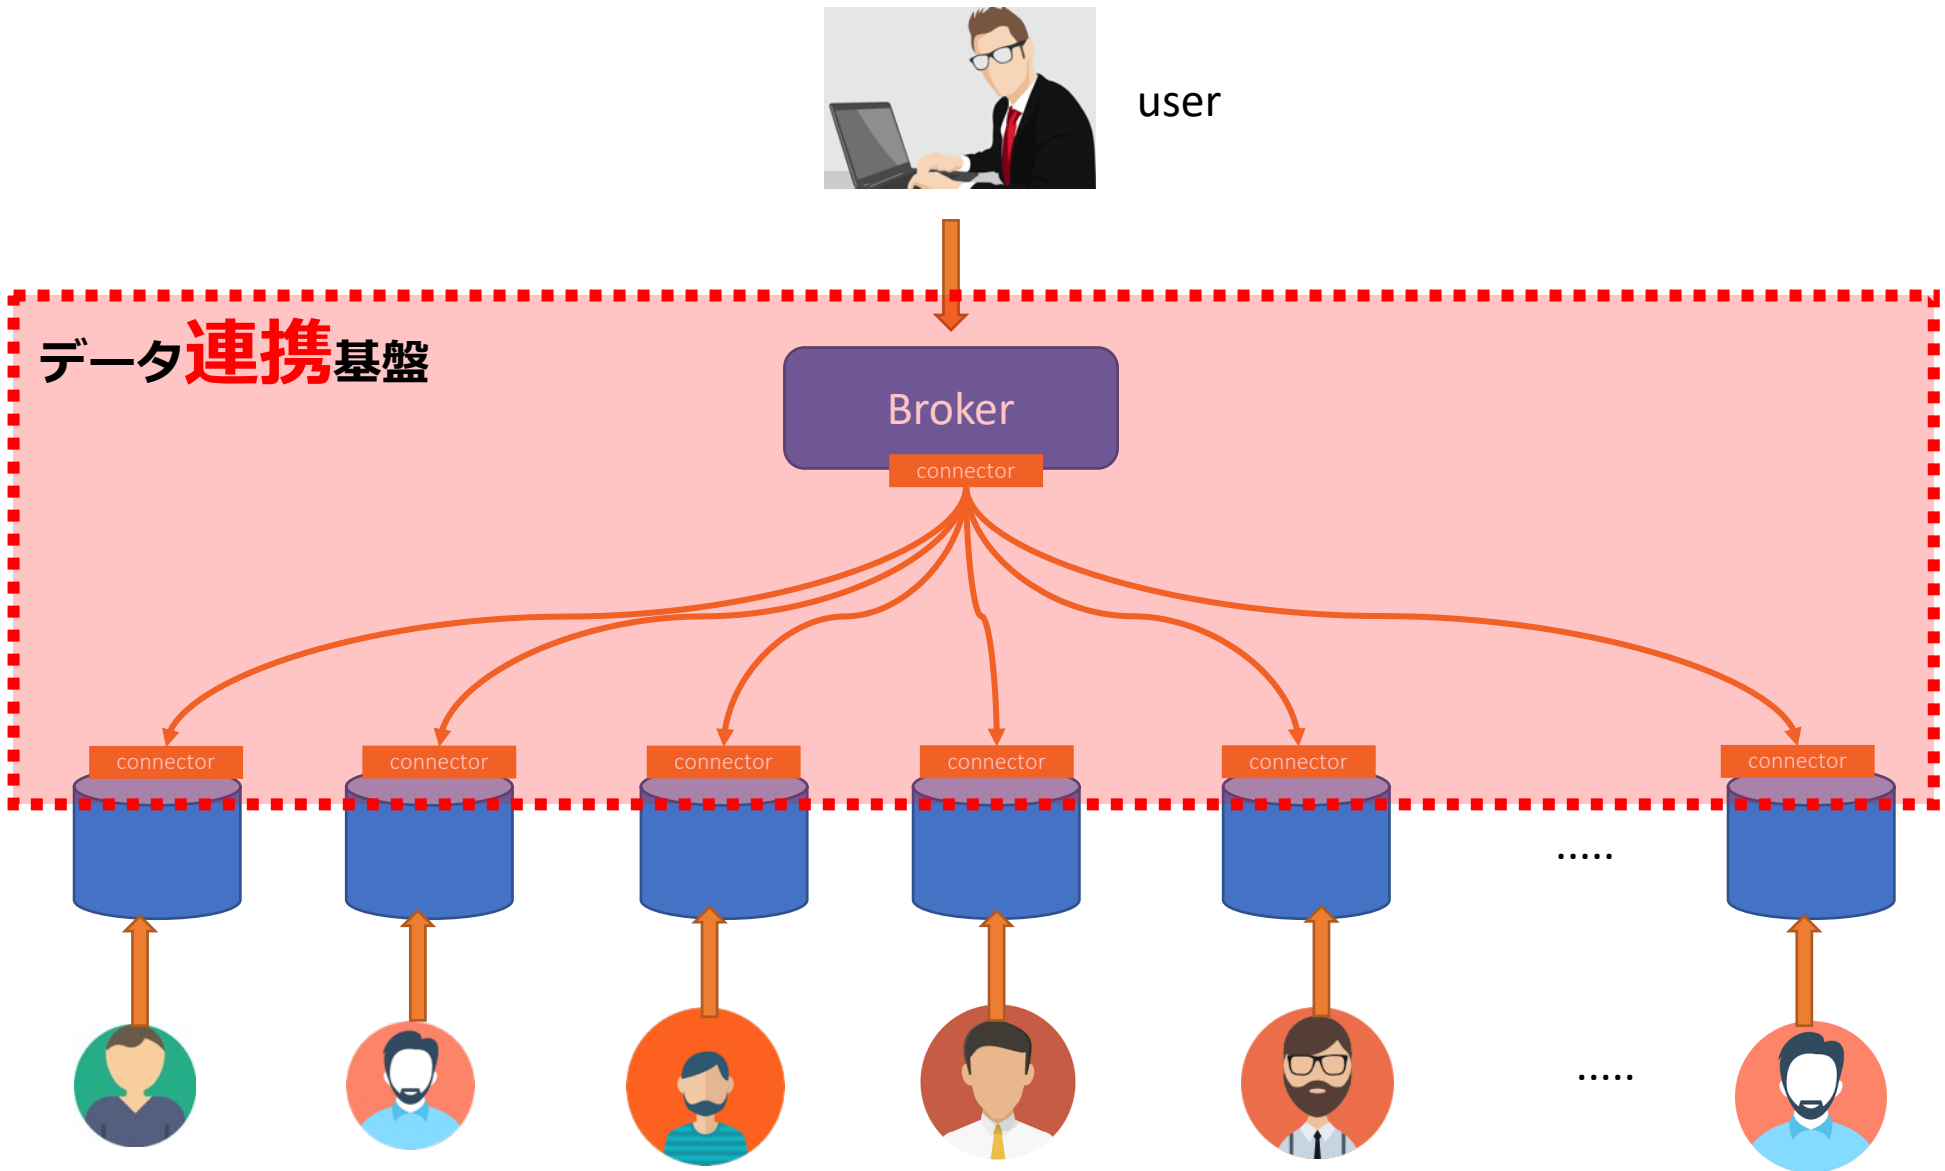 user
データ連携基盤
Broker
connector
connector
connector
connector
connector
connector
connector
.....
.....